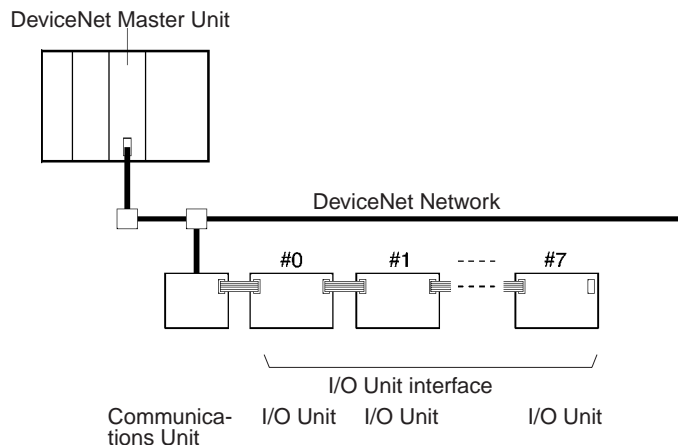 DeviceNet Master Unit
DeviceNet Network
#0 #1 #7
I/O Unit interface
Communica-
tions Unit
I/O Unit I/O Unit I/O Unit